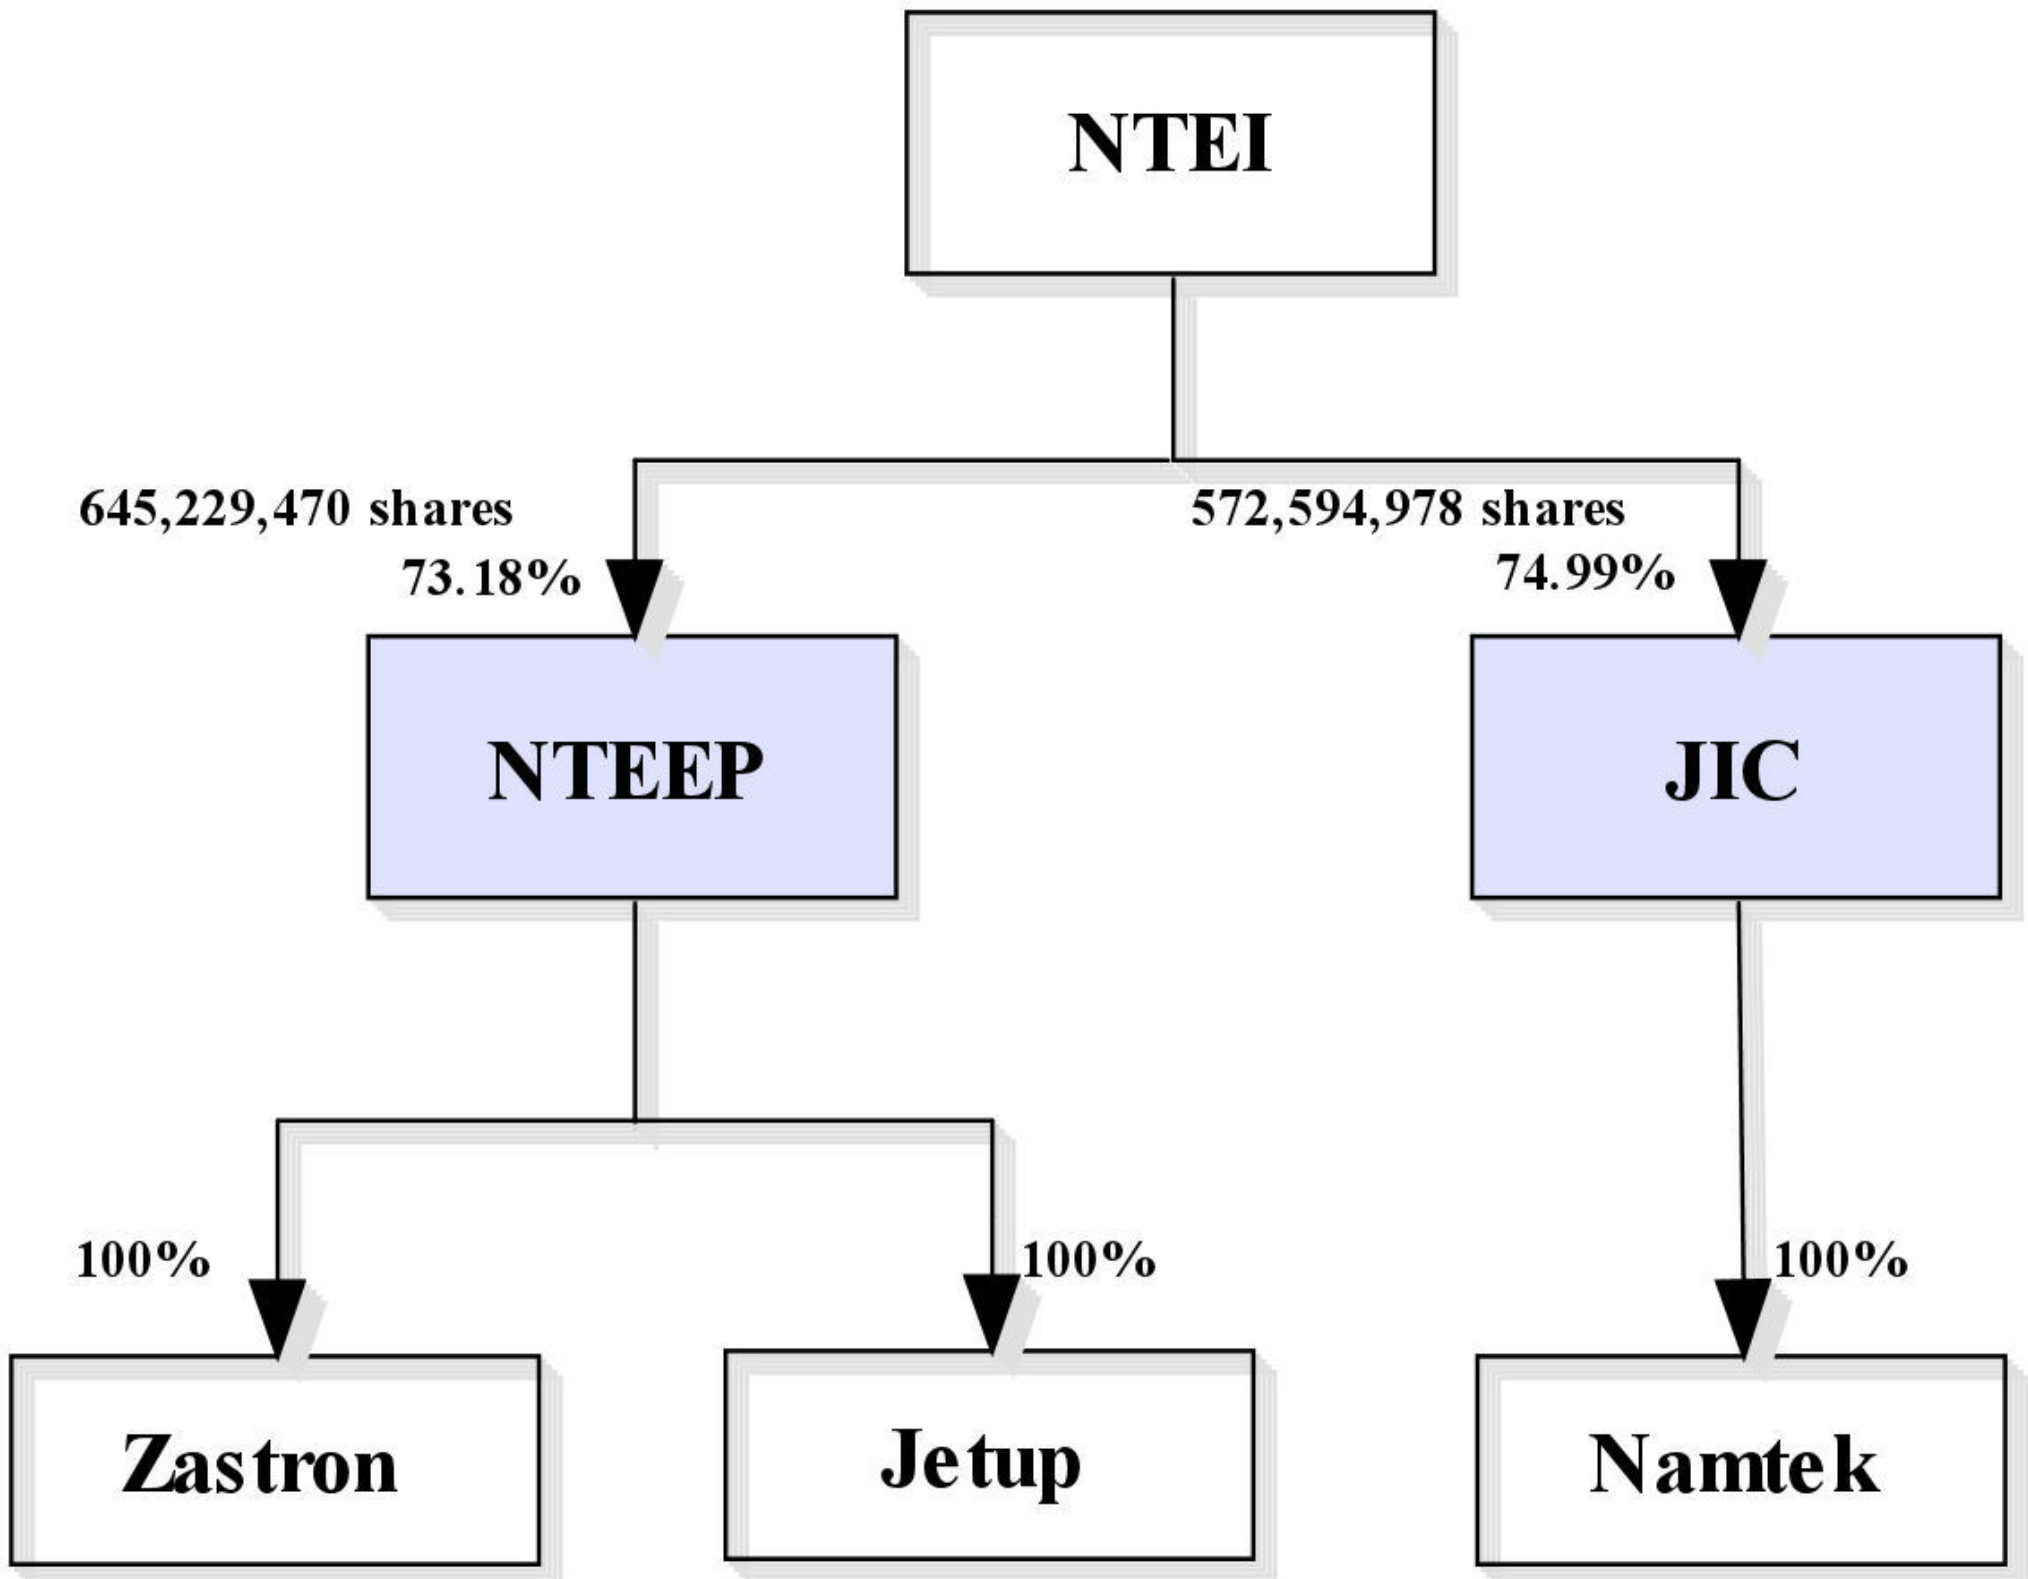 NTEI
645,229,470 shares
73.18%
572,594,978 shares
74.99%
NTEEP
JIC
100%
100%
100%
Zastron
Jetup
Namtek